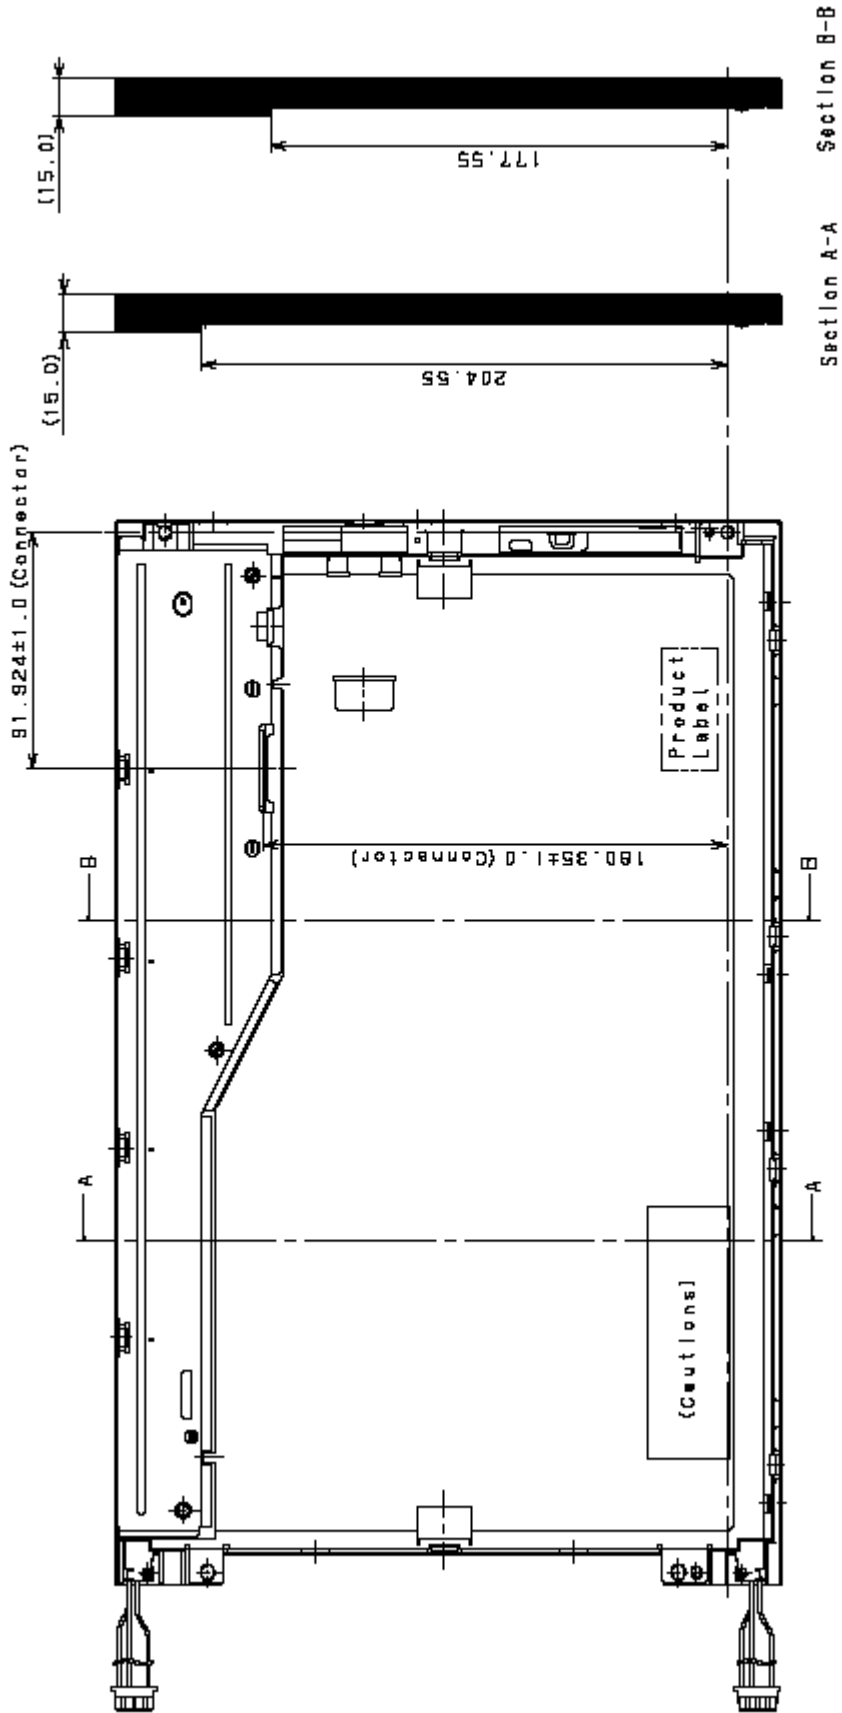 (15.0)
177.55
Section B-B
(15.0)
204.55
Section A-A
91.924±1.0 (Connector)
Product
Label
180.35±1.0 (Connector)
B
B
A
A
(Cautions)